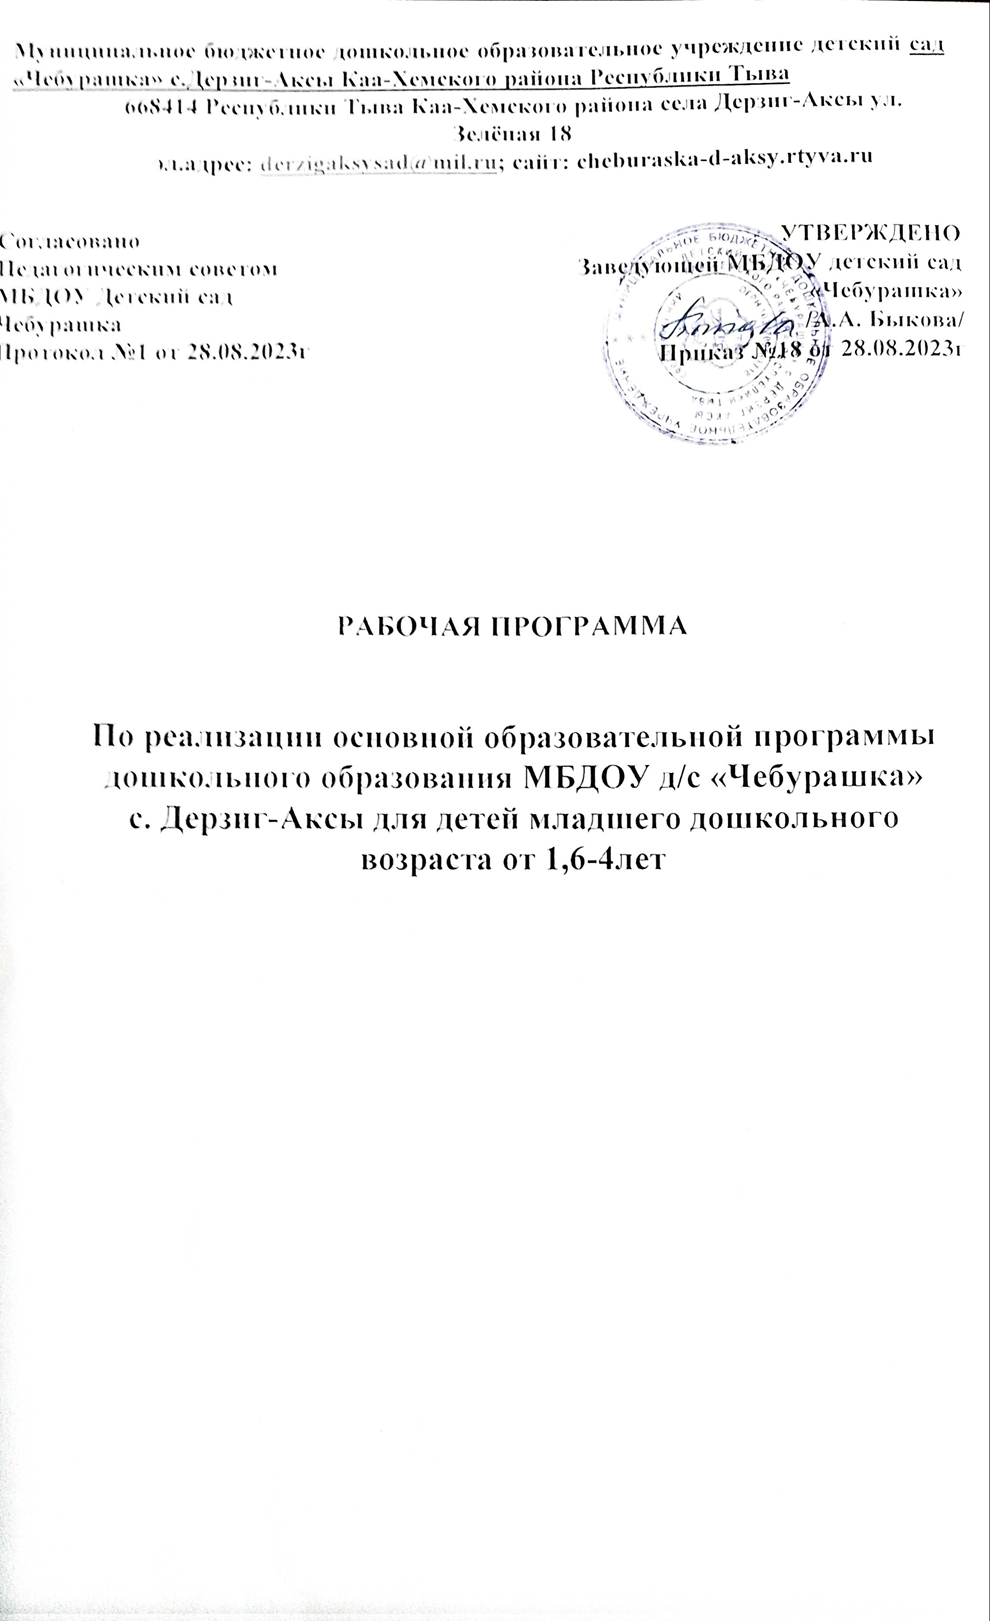 Муниципальное бюджетное дошкольное образовательное учреждение детский сад
«Чебурашка» с.Дерзиг-Аксы Каа-Хемского района Республики Тыва
668414 Республики Тыва Каа-Хемского района села Дерзиг-Аксы ул.
Зелёная 18
эл.адрес: derzigaksysad@mil.ru; сайт: cheburaska-d-aksy.rtyva.ru
Согласовано
Педагогическим советом
МБДОУ Детский сад
Чебурашка
Протокол №1 от 28.08.2023г
УТВЕРЖДЕНО
Заведующей МБДОУ детский сад
«Чебурашка»
/А.А. Быкова/
Приказ №18 от 28.08.2023г
РАБОЧАЯ ПРОГРАММА
По реализации основной образовательной программы
дошкольного образования МБДОУ д/с «Чебурашка»
с. Дерзиг-Аксы для детей младшего дошкольного
возраста от 1,6-4лет